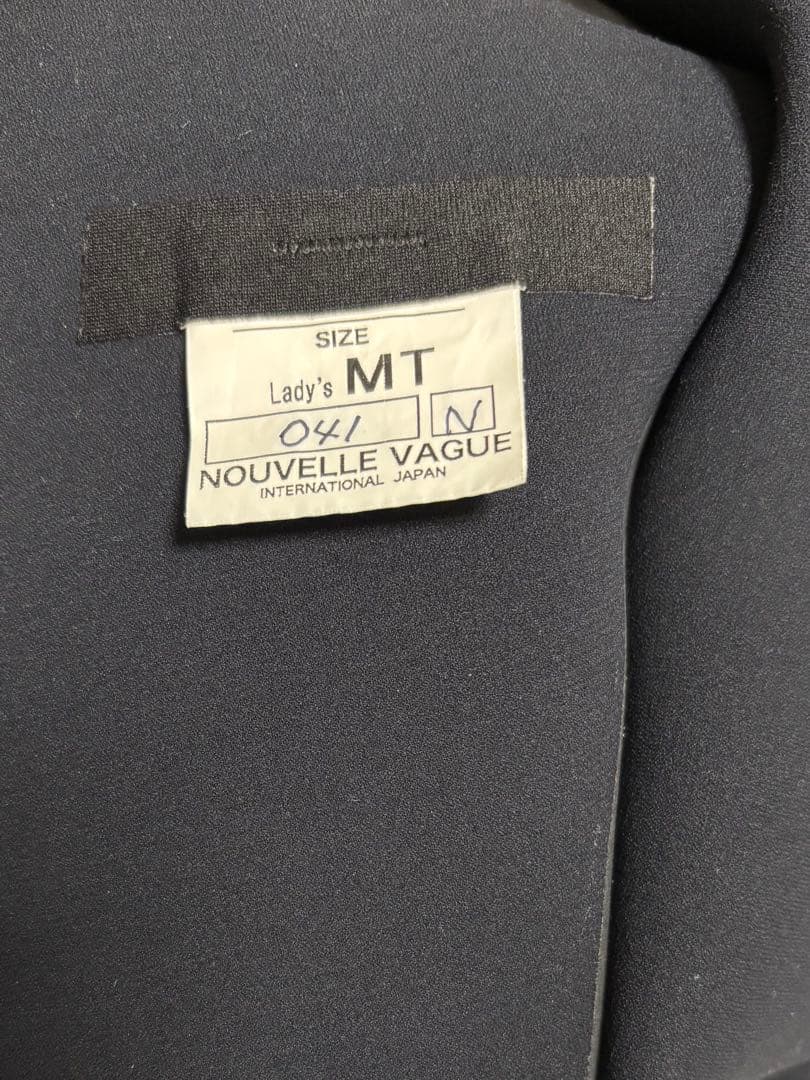 SIZE
Lady's MT
041 N
NOUVELLE VAGUE
INTERNATIONAL JAPAN